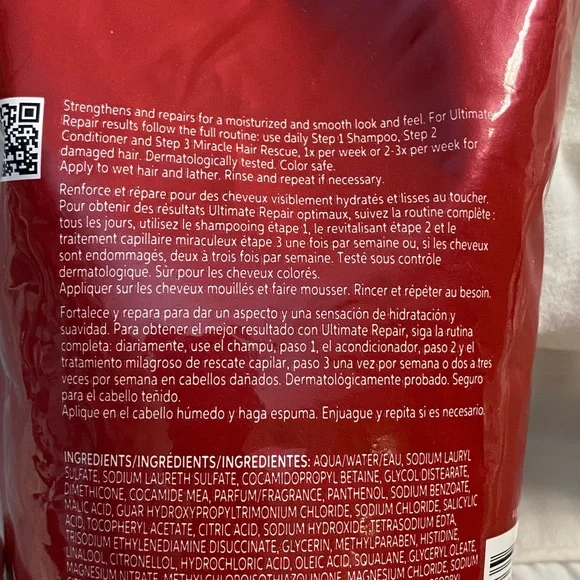 Strengthens and repairs for a moisturized and smooth look and feel. For Ultimate
Repair results follow the full routine: use daily Step 1 Shampoo, Step 2
Conditioner and Step 3 Miracle Hair Rescue, 1x per week or 2-3x per week for
damaged hair. Dermatologically tested. Color safe.
Apply to wet hair and lather. Rinse and repeat if necessary.
Renforce et répare pour des cheveux visiblement hydratés et lisses au toucher.
Pour obtenir des résultats Ultimate Repair optimaux, suivez la routine complète :
tous les jours, utilisez le shampooing étape 1, le revitalisant étape 2 et le
traitement capillaire miraculeux étape 3 une fois par semaine ou, si les cheveux
sont endommagés, deux à trois fois par semaine. Testé sous contrôle
dermatologique. Sûr pour les cheveux colorés.
Appliquer sur les cheveux mouillés et faire mousser. Rincer et répéter au besoin.
Fortalece y repara para dar un aspecto y una sensación de hidratación y
suavidad. Para obtener el mejor resultado con Ultimate Repair, siga la rutina
completa: diariamente, use el champú, paso 1, el acondicionador, paso 2 y el
tratamiento milagroso de rescate capilar, paso 3 una vez por semana o dos a tres
veces por semana en cabellos dañados. Dermatológicamente probado. Seguro
para el cabello teñido.
Aplique en el cabello húmedo y haga espuma. Enjuague y repita si es necesario.
INGREDIENTS/INGRÉDIENTS/INGREDIENTES: AQUA/WATER/EAU, SODIUM LAURYL
SULFATE, SODIUM LAURETH SULFATE, COCAMIDOPROPYL BETAINE, GLYCOL DISTEARATE,
DIMETHICONE, COCAMIDE MEA, PARFUM/FRAGRANCE, PANTHENOL, SODIUM BENZOATE,
MALIC ACID, GUAR HYDROXYPROPYLTRIMONIUM CHLORIDE, SODIUM CHLORIDE, SALICYLIC
ACID, TOCOPHERYL ACETATE, CITRIC ACID, SODIUM HYDROXIDE, TETRASODIUM EDTA,
TRISODIUM ETHYLENEDIAMINE DISUCCINATE, GLYCERIN, METHYLPARABEN, HISTIDINE,
LINALOOL, CITRONELLOL, HYDROCHLORIC ACID, OLEIC ACID, SQUALANE, GLYCERYL OLEATE,
MAGNESIUM NITRATE, METHYLCHLOROISOTHIAZOLINONE, MAGNESIUM CHLORIDE, SODIUM